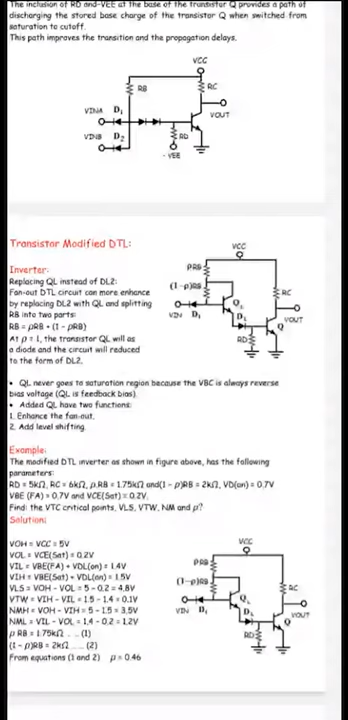 The inclusion of RD and-VEE at the base of the transistor Q provides a path of
discharging the stored base charge of the transistor Q when switched from
saturation to cutoff.
This path improves the transition and the propagation delays.
VCC
RB
RC
VINA D₁
VOUT
VINB D₂
RD
- VEE
Transistor Modified DTL:
Inverter:
Replacing QL instead of DL2:
Fan-out DTL circuit can more enhance
by replacing DL2 with QL and splitting
RB into two parts:
RB = ρRB + (1 - ρRB)
At ρ = 1, the transistor QL will as
a diode and the circuit will reduced
to the form of DL2.
VCC
ρRB
(1-ρ)RB
RC
VIN D₁
DL
VOUT
Q
RD
• QL never goes to saturation region because the VBC is always reverse
bias voltage (QL is feedback bias).
• Added QL have two functions:
1. Enhance the fan-out.
2. Add level shifting.
Example:
The modified DTL inverter as shown in figure above, has the following
parameters:
RD = 5kΩ, RC = 6kΩ, ρ.RB = 1.75kΩ and(1 - ρ)RB = 2kΩ, VD(on) = 0.7V
VBE (FA) = 0.7V and VCE(Sat) = 0.2V.
Find: the VTC critical points, VLS, VTW, NM and ρ?
Solution:
VOH = VCC = 5V
VOL = VCE(Sat) = 0.2V
VIL = VBE(FA) + VDL(on) = 1.4V
VIH = VBE(Sat) + VDL(on) = 1.5V
VLS = VOH - VOL = 5 - 0.2 = 4.8V
VTW = VIH - VIL = 1.5 - 1.4 = 0.1V
NMH = VOH - VIH = 5 - 1.5 = 3.5V
NML = VIL - VOL = 1.4 - 0.2 = 1.2V
ρ RB = 1.75kΩ ... (1)
(1 - ρ)RB = 2kΩ ..... (2)
From equations (1 and 2) ρ = 0.46
VCC
ρRB
(1-ρ)RB
RC
VIN D₁
DL
VOUT
Q
RD